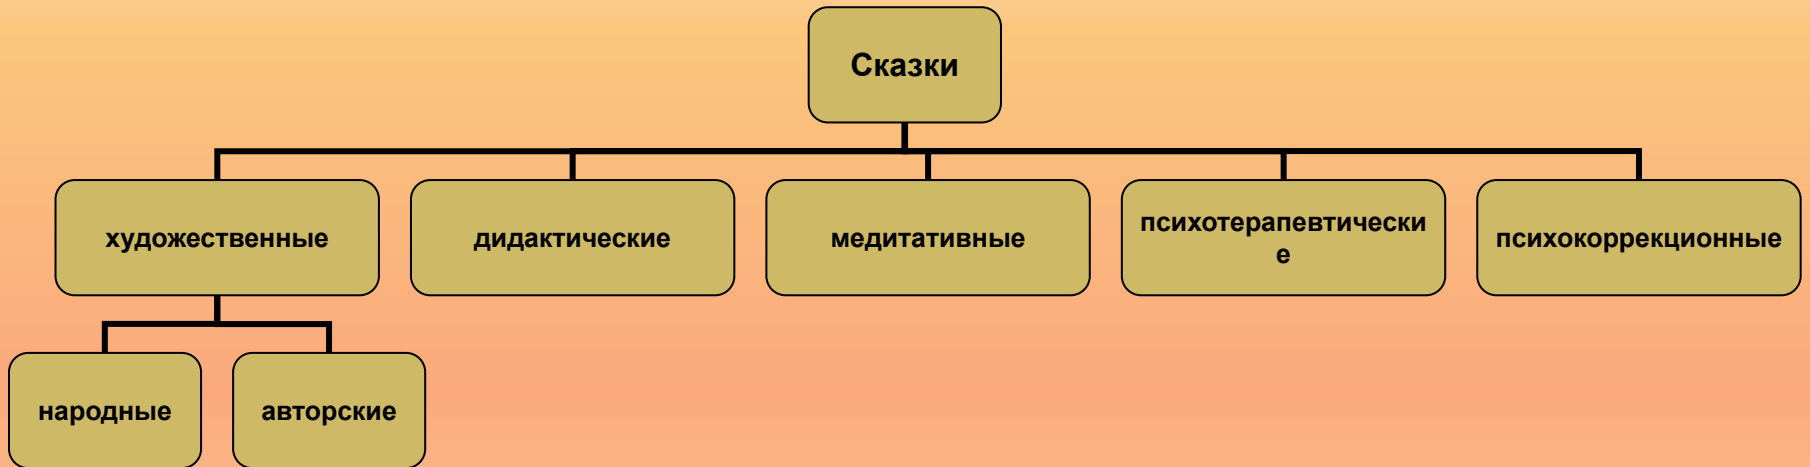 Сказки
художественные
дидактические
медитативные
психотерапевтически
е
психокоррекционные
народные
авторские